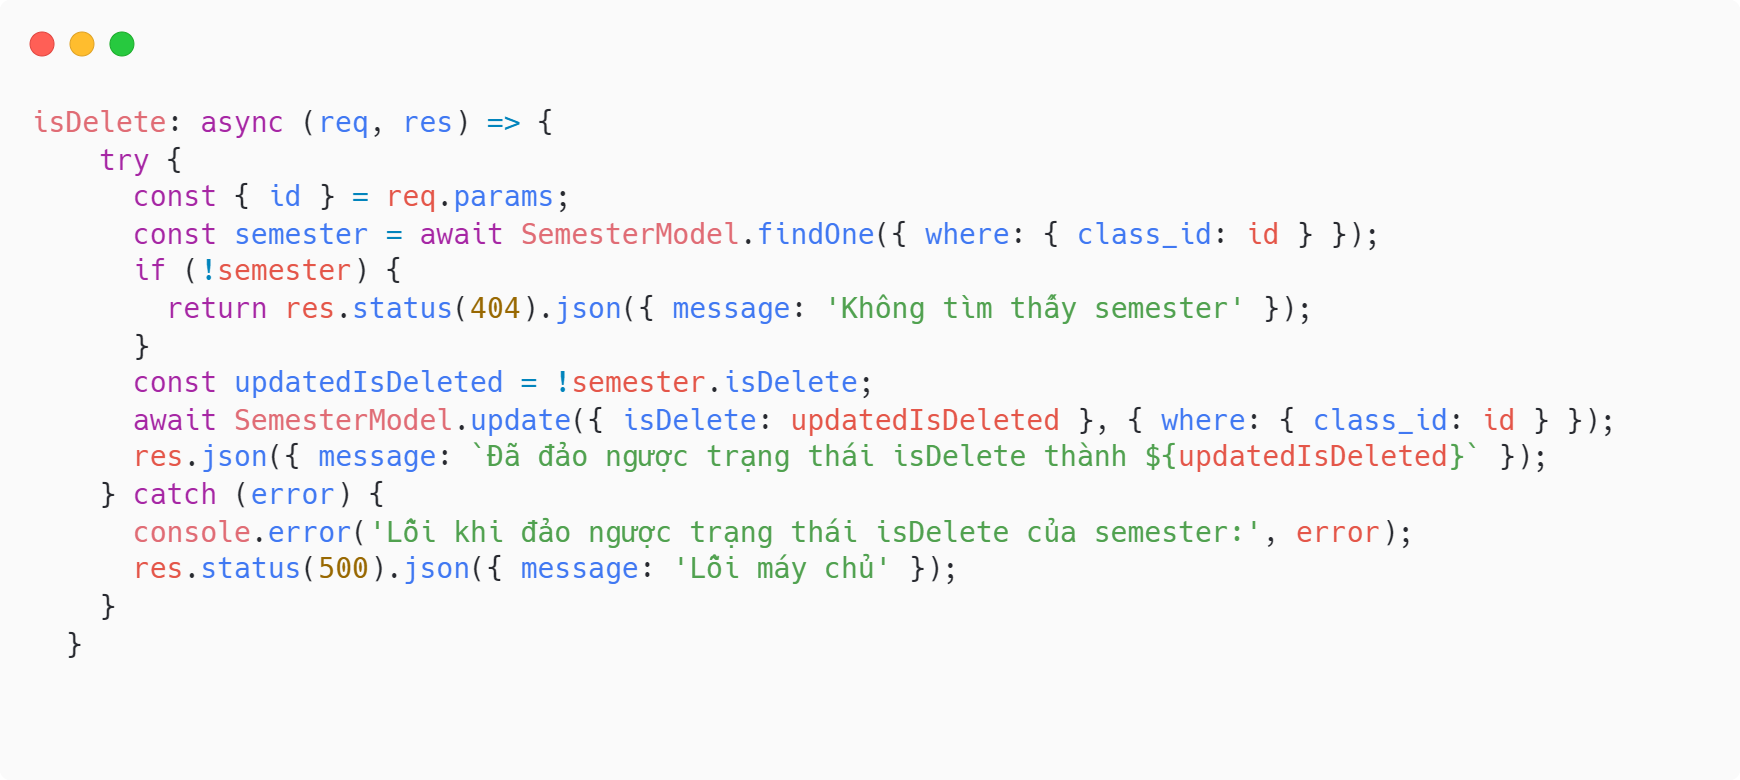 isDelete: async (req, res) => {
    try {
      const { id } = req.params;
      const semester = await SemesterModel.findOne({ where: { class_id: id } });
      if (!semester) {
        return res.status(404).json({ message: 'Không tìm thấy semester' });
      }
      const updatedIsDeleted = !semester.isDelete;
      await SemesterModel.update({ isDelete: updatedIsDeleted }, { where: { class_id: id } });
      res.json({ message: `Đã đảo ngược trạng thái isDelete thành ${updatedIsDeleted}` });
    } catch (error) {
      console.error('Lỗi khi đảo ngược trạng thái isDelete của semester:', error);
      res.status(500).json({ message: 'Lỗi máy chủ' });
    }
  }